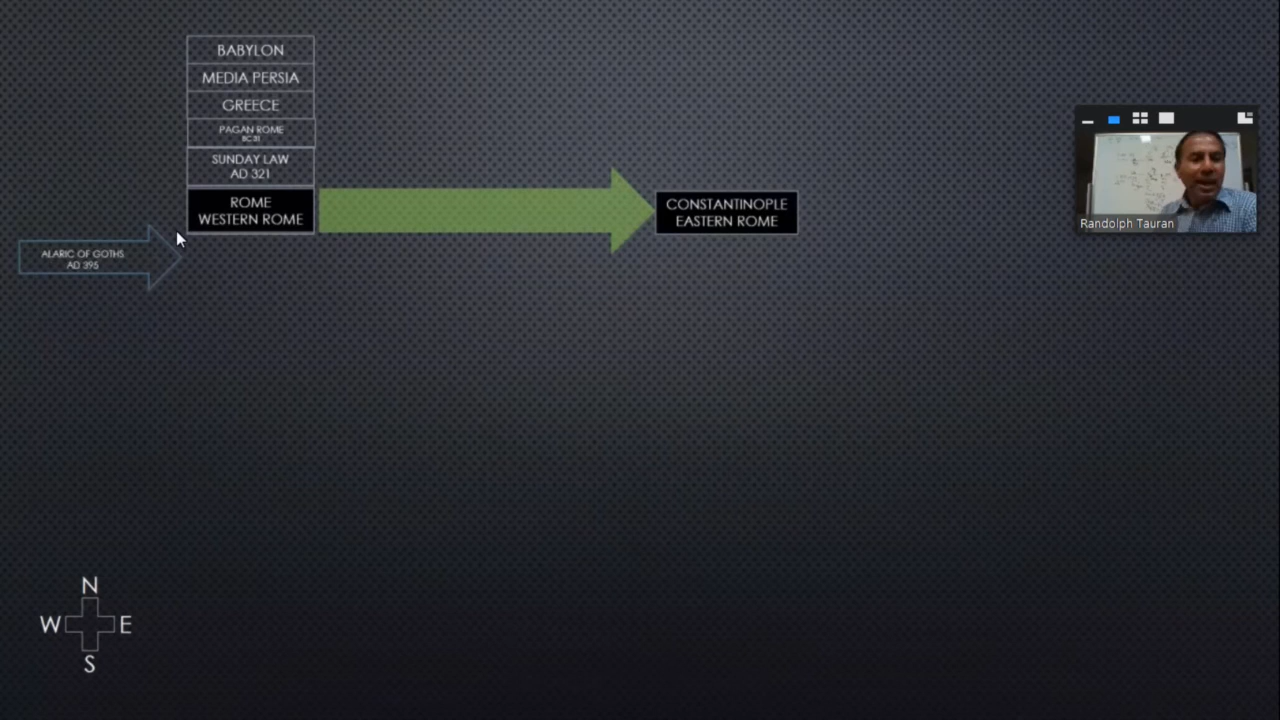 BABYLON
MEDIA PERSIA
GREECE
PAGAN ROME
BC31
SUNDAY LAW
AD 321
ROME
WESTERN ROME
CONSTANTINOPLE
EASTERN ROME
ALARIC OF GOTHS
AD 395
Randolph Tauran
N
W
E
S